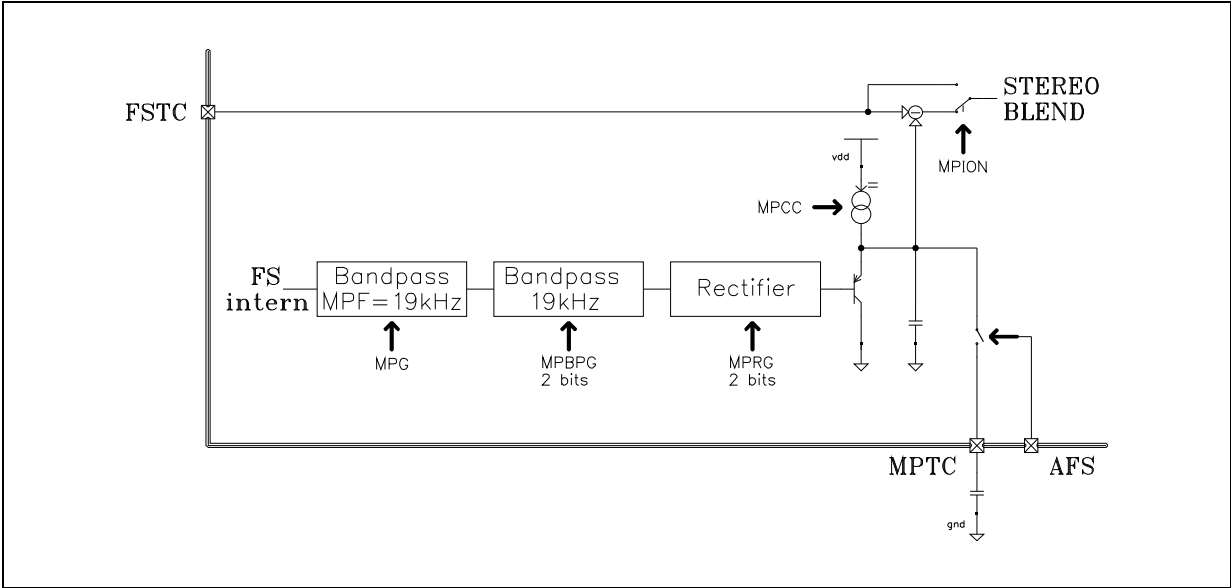 STEREO
BLEND
FSTC
MPION
vdd
MPCC
FS
intern
Bandpass
MPF=19kHz
Bandpass
19kHz
Rectifier
MPG
MPBPG
2 bits
MPRG
2 bits
MPTC
AFS
gnd